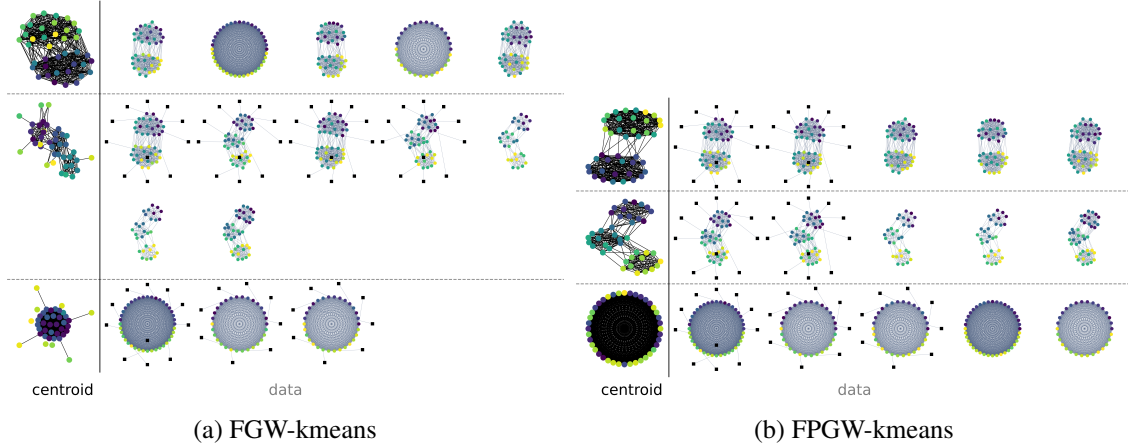 centroid
data
centroid
data
(a) FGW-kmeans
(b) FPGW-kmeans